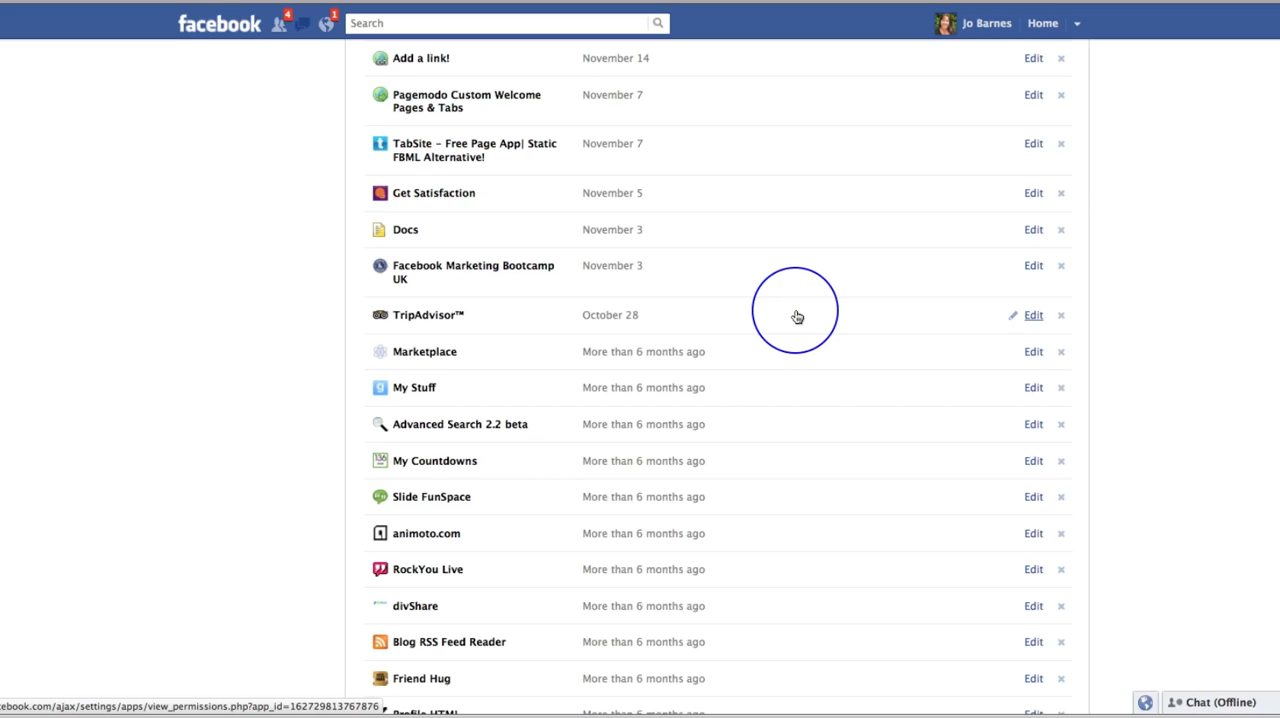 facebook 4 1 Search Jo Barnes Home
Add a link! November 14 Edit
Pagemodo Custom Welcome November 7 Edit
Pages & Tabs
TabSite - Free Page App| Static November 7 Edit
FBML Alternative!
Get Satisfaction November 5 Edit
Docs November 3 Edit
Facebook Marketing Bootcamp November 3 Edit
UK
TripAdvisor™ October 28 Edit
Marketplace More than 6 months ago Edit
My Stuff More than 6 months ago Edit
Advanced Search 2.2 beta More than 6 months ago Edit
My Countdowns More than 6 months ago Edit
Slide FunSpace More than 6 months ago Edit
animoto.com More than 6 months ago Edit
RockYou Live More than 6 months ago Edit
divShare More than 6 months ago Edit
Blog RSS Feed Reader More than 6 months ago Edit
Friend Hug More than 6 months ago Edit
cebook.com/ajax/settings/apps/view_permissions.php?app_id=162729813767876 Chat (Offline)
Profile HTML